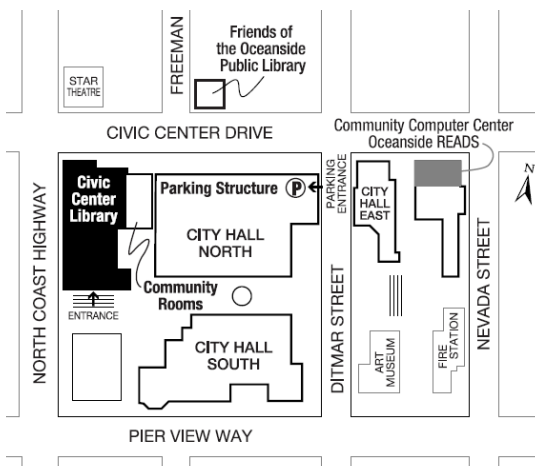 FREEMAN
Friends of
the Oceanside
Public Library
STAR
THEATRE
CIVIC CENTER DRIVE
Community Computer Center
Oceanside READS
N
Civic
Center
Library
Parking Structure
P
PARKING
ENTRANCE
CITY
HALL
EAST
CITY HALL
NORTH
Community
Rooms
ENTRANCE
NORTH COAST HIGHWAY
DITMAR STREET
NEVADA STREET
CITY HALL
SOUTH
ART
MUSEUM
FIRE
STATION
PIER VIEW WAY